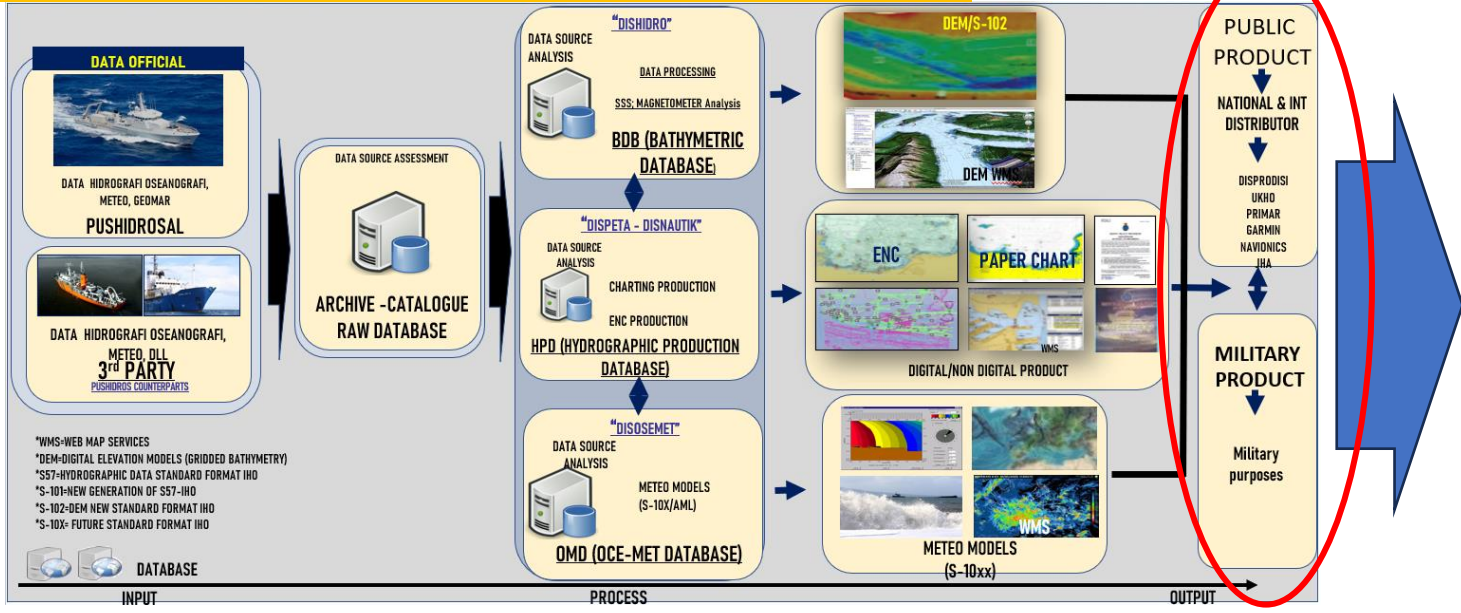 DATA OFFICIAL
DATA HIDROGRAFI OSEANOGRAFI,
METEO, GEOMAR
PUSHIDROSAL
DATA HIDROGRAFI OSEANOGRAFI,
METEO, DLL
3rd PARTY
PUSHIDROS COUNTERPARTS
*WMS=WEB MAP SERVICES
*DEM=DIGITAL ELEVATION MODELS (GRIDDED BATHYMETRY)
*S57=HYDROGRAPHIC DATA STANDARD FORMAT IHO
*S-101=NEW GENERATION OF S57-IHO
*S-102=DEM NEW STANDARD FORMAT IHO
*S-10X= FUTURE STANDARD FORMAT IHO
DATABASE
DATA SOURCE ASSESSMENT
ARCHIVE -CATALOGUE
RAW DATABASE
"DISHIDRO"
DATA SOURCE
ANALYSIS
DATA PROCESSING
SSS; MAGNETOMETER Analysis
BDB (BATHYMETRIC
DATABASE)
"DISPETA - DISNAUTIK"
DATA SOURCE
ANALYSIS
CHARTING PRODUCTION
ENC PRODUCTION
HPD (HYDROGRAPHIC PRODUCTION
DATABASE)
"DISOSEMET"
DATA SOURCE
ANALYSIS
METEO MODELS
(S-10X/AML)
OMD (OCE-MET DATABASE)
DEM/S-102
DEM WMS
ENC
PAPER CHART
WMS
DIGITAL/NON DIGITAL PRODUCT
WMS
METEO MODELS
(S-10xx)
PUBLIC
PRODUCT
NATIONAL & INT
DISTRIBUTOR
DISPRODISI
UKHO
PRIMAR
GARMIN
NAVIONICS
JHA
MILITARY
PRODUCT
Military
purposes
INPUT
PROCESS
OUTPUT